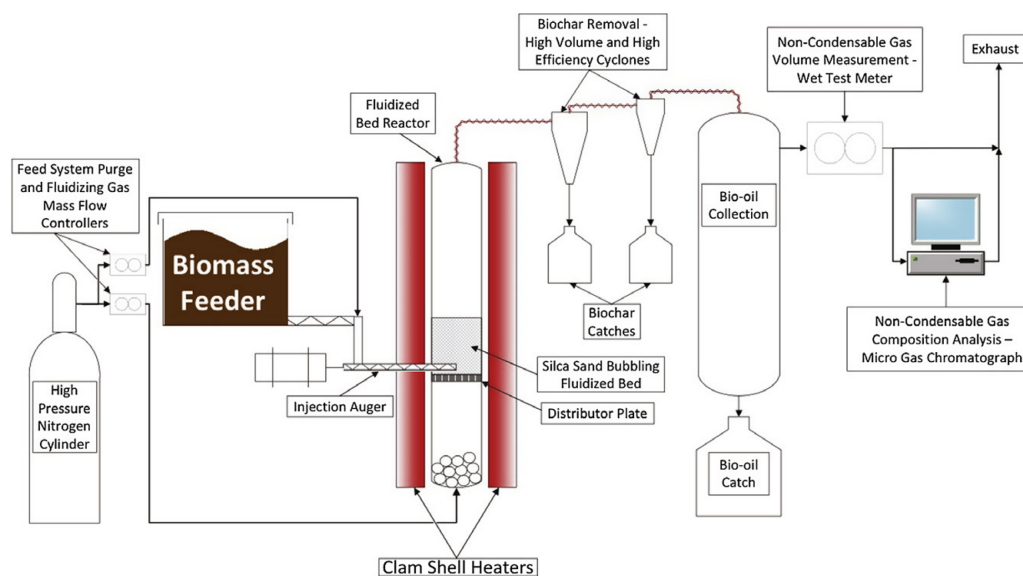 Biochar Removal -
High Volume and High
Efficiency Cyclones
Non-Condensable Gas
Volume Measurement -
Wet Test Meter
Exhaust
Fluidized
Bed Reactor
Feed System Purge
and Fluidizing Gas
Mass Flow
Controllers
Biomass
Feeder
Bio-oil
Collection
Biochar
Catches
Non-Condensable Gas
Composition Analysis –
Micro Gas Chromatograph
Silca Sand Bubbling
Fluidized Bed
Injection Auger
Distributor Plate
High
Pressure
Nitrogen
Cylinder
Bio-oil
Catch
Clam Shell Heaters